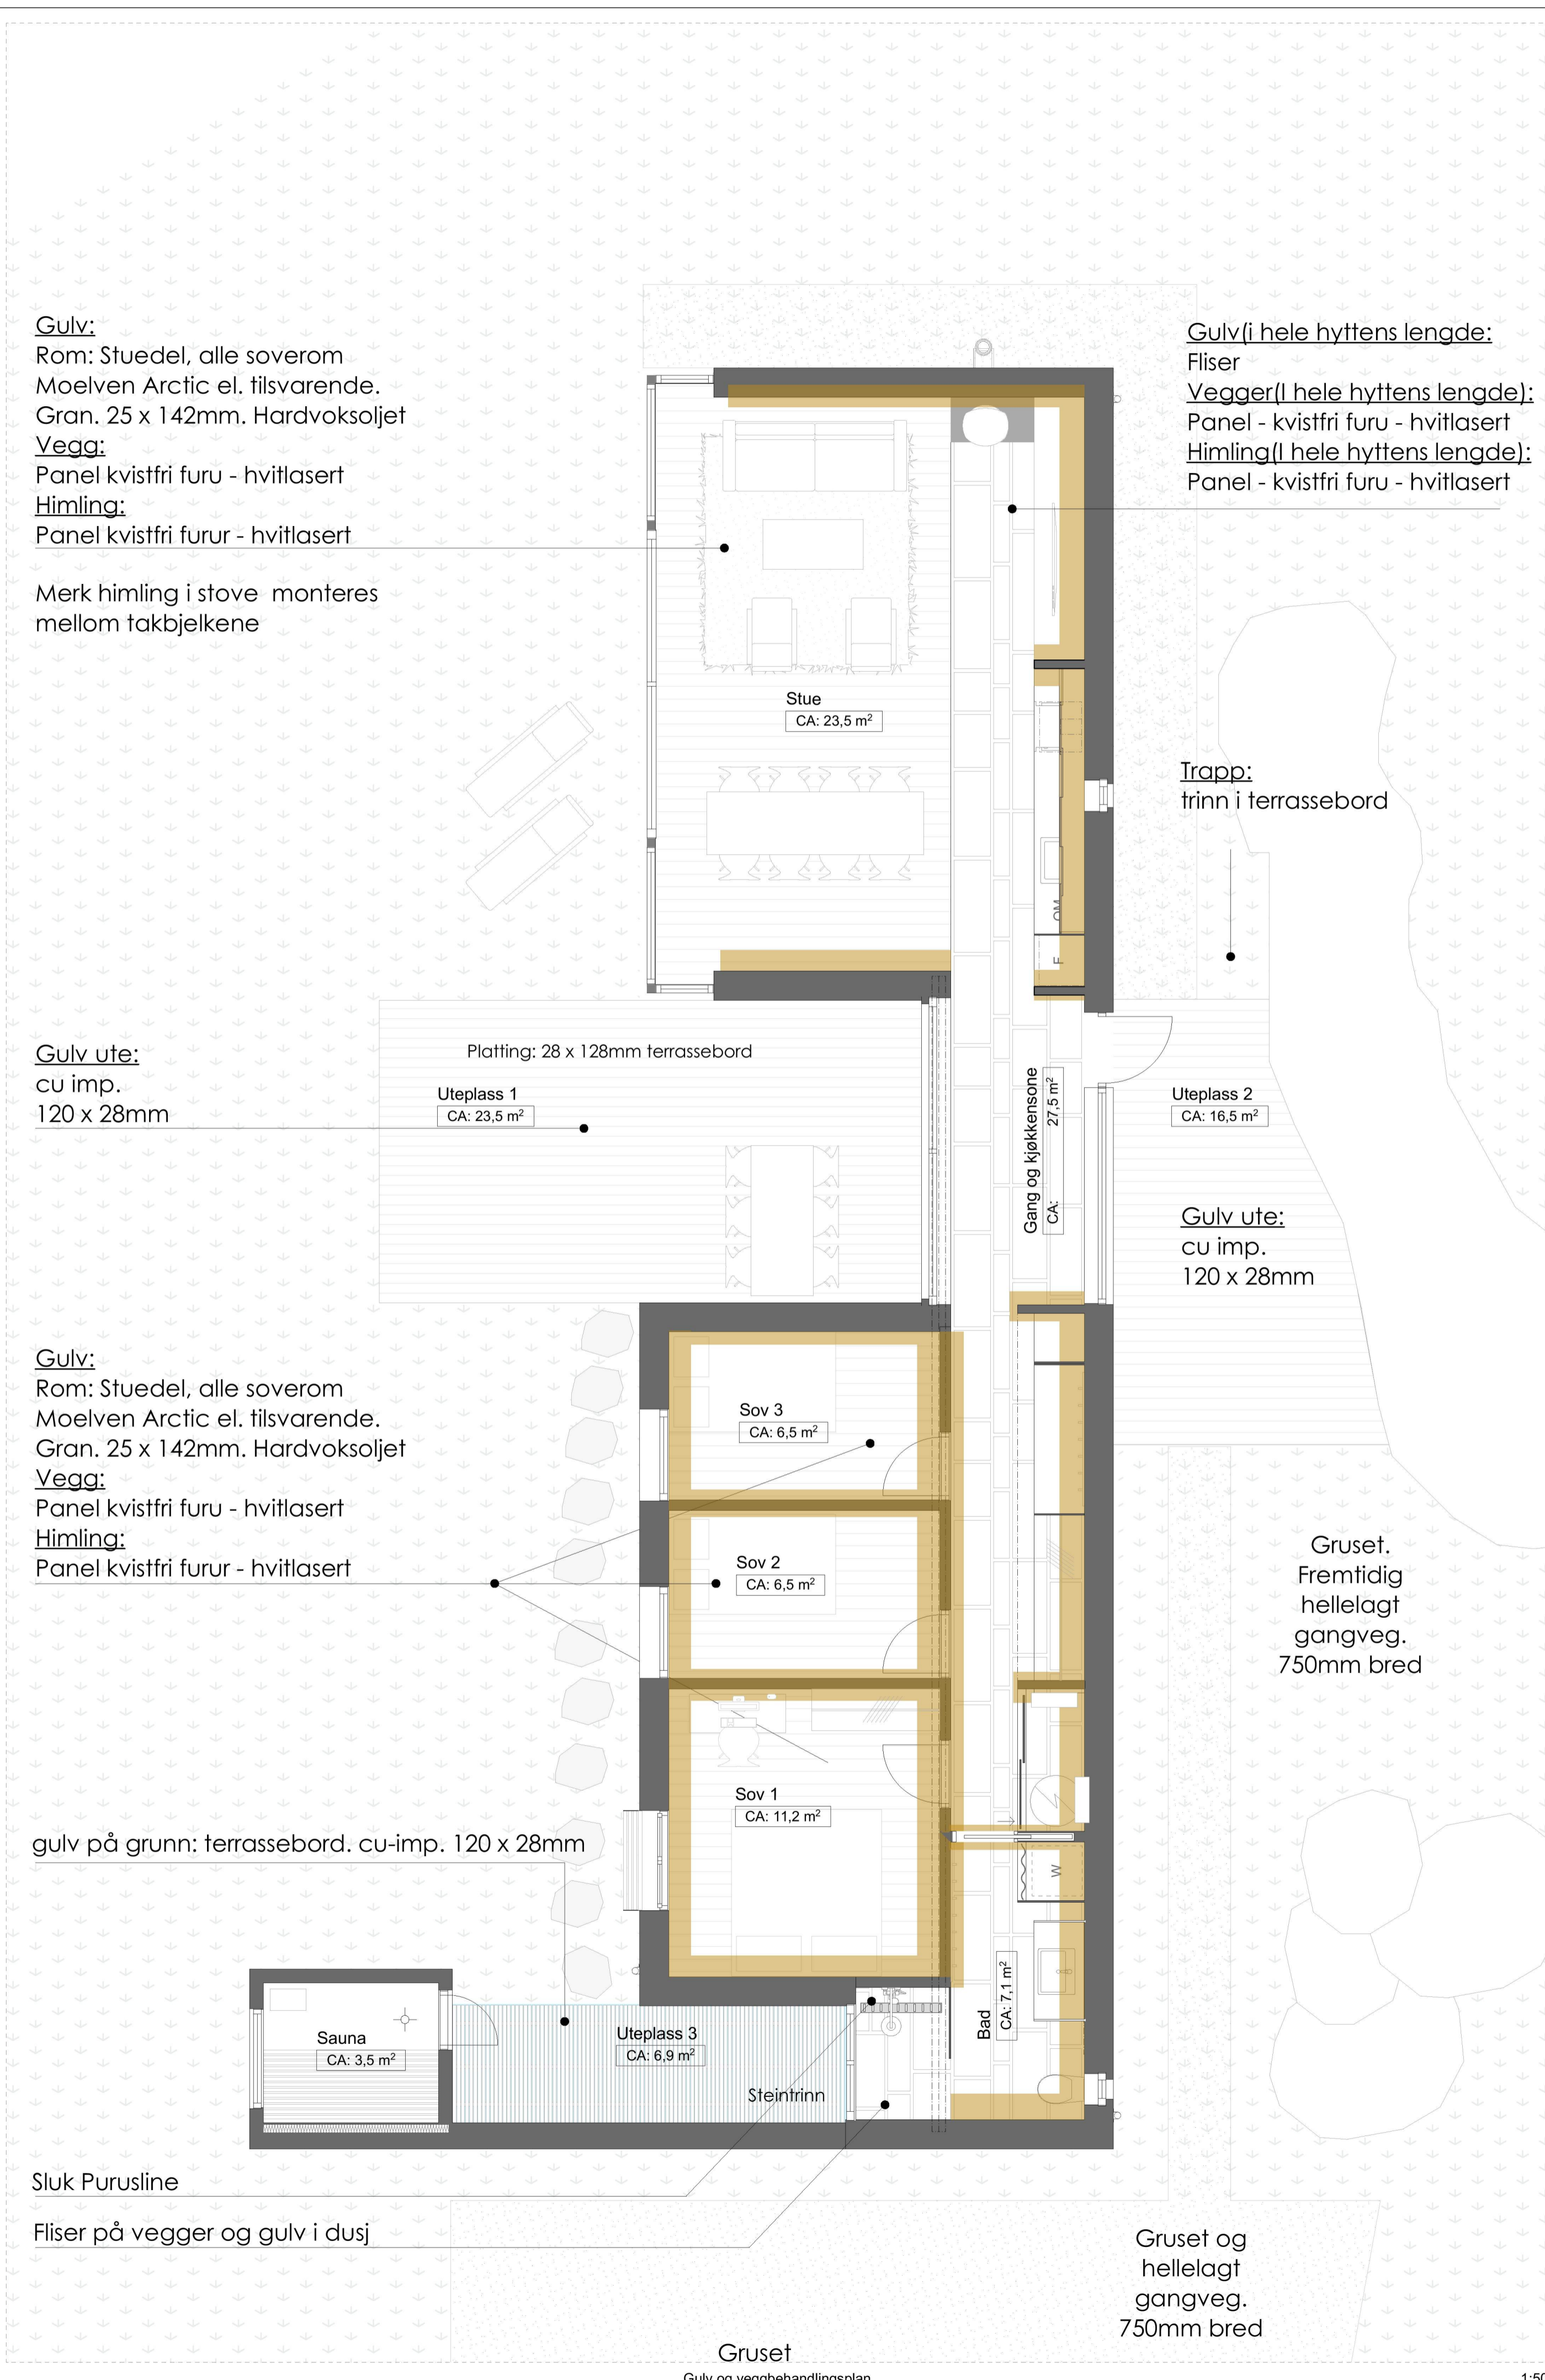 Gulv:
Rom: Stuedel, alle soverom
Moelven Arctic el. tilsvarende.
Gran. 25 x 142mm. Hardvoksoljet
Vegg:
Panel kvistfri furu - hvitlasert
Himling:
Panel kvistfri furur - hvitlasert
Merk himling i stove monteres
mellom takbjelkene
Gulv(i hele hyttens lengde:
Fliser
Vegger(I hele hyttens lengde):
Panel - kvistfri furu - hvitlasert
Himling(I hele hyttens lengde):
Panel - kvistfri furu - hvitlasert
Stue
CA: 23,5 m²
Trapp:
trinn i terrassebord
OM
F
Gulv ute:
cu imp.
120 x 28mm
Platting: 28 x 128mm terrassebord
Uteplass 1
CA: 23,5 m²
Gang og kjøkkensone
CA: 27,5 m²
Uteplass 2
CA: 16,5 m²
Gulv ute:
cu imp.
120 x 28mm
Gulv:
Rom: Stuedel, alle soverom
Moelven Arctic el. tilsvarende.
Gran. 25 x 142mm. Hardvoksoljet
Vegg:
Panel kvistfri furu - hvitlasert
Himling:
Panel kvistfri furur - hvitlasert
Sov 3
CA: 6,5 m²
Sov 2
CA: 6,5 m²
Gruset.
Fremtidig
hellelagt
gangveg.
750mm bred
Sov 1
CA: 11,2 m²
gulv på grunn: terrassebord. cu-imp. 120 x 28mm
W
Bad
CA: 7,1 m²
Sauna
CA: 3,5 m²
Uteplass 3
CA: 6,9 m²
Steintrinn
Sluk Purusline
Fliser på vegger og gulv i dusj
Gruset og
hellelagt
gangveg.
750mm bred
Gruset
Gulv og veggbehandlingsplan
1:50